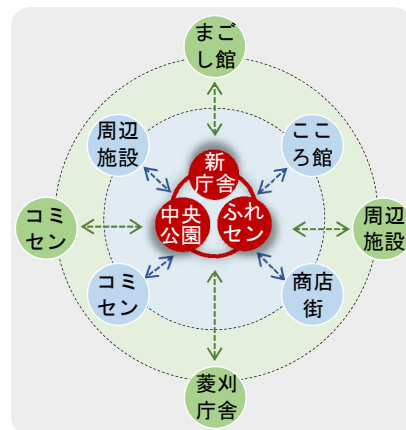 まご
し館
周辺
施設
ここ
ろ館
新
庁舎
中央
公園
ふれ
セン
コミ
セン
周辺
施設
コミ
セン
商店
街
菱刈
庁舎